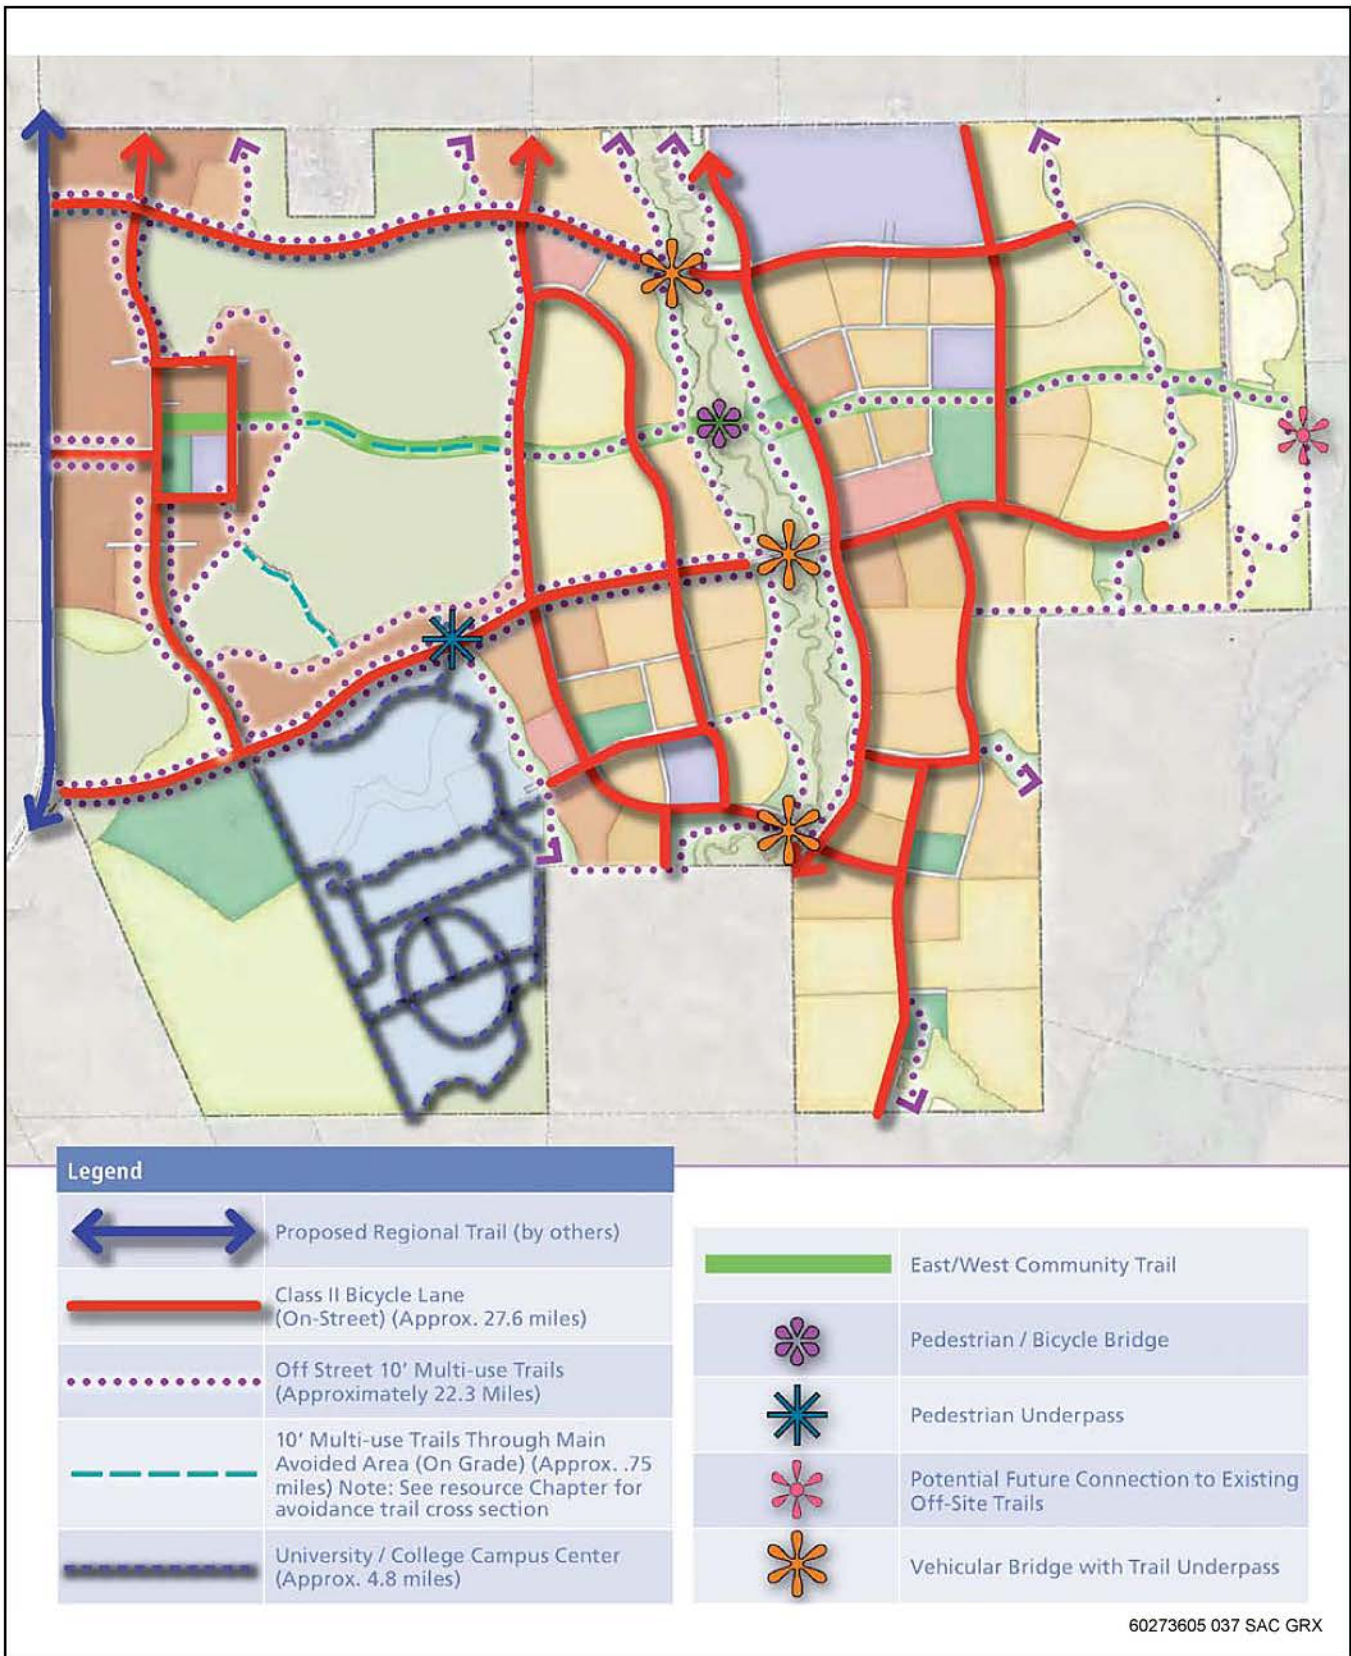 Legend
Proposed Regional Trail (by others)
Class II Bicycle Lane
(On-Street) (Approx. 27.6 miles)
Off Street 10' Multi-use Trails
(Approximately 22.3 Miles)
10' Multi-use Trails Through Main
Avoided Area (On Grade) (Approx. .75
miles) Note: See resource Chapter for
avoidance trail cross section
University / College Campus Center
(Approx. 4.8 miles)
East/West Community Trail
Pedestrian / Bicycle Bridge
Pedestrian Underpass
Potential Future Connection to Existing
Off-Site Trails
Vehicular Bridge with Trail Underpass
60273605 037 SAC GRX